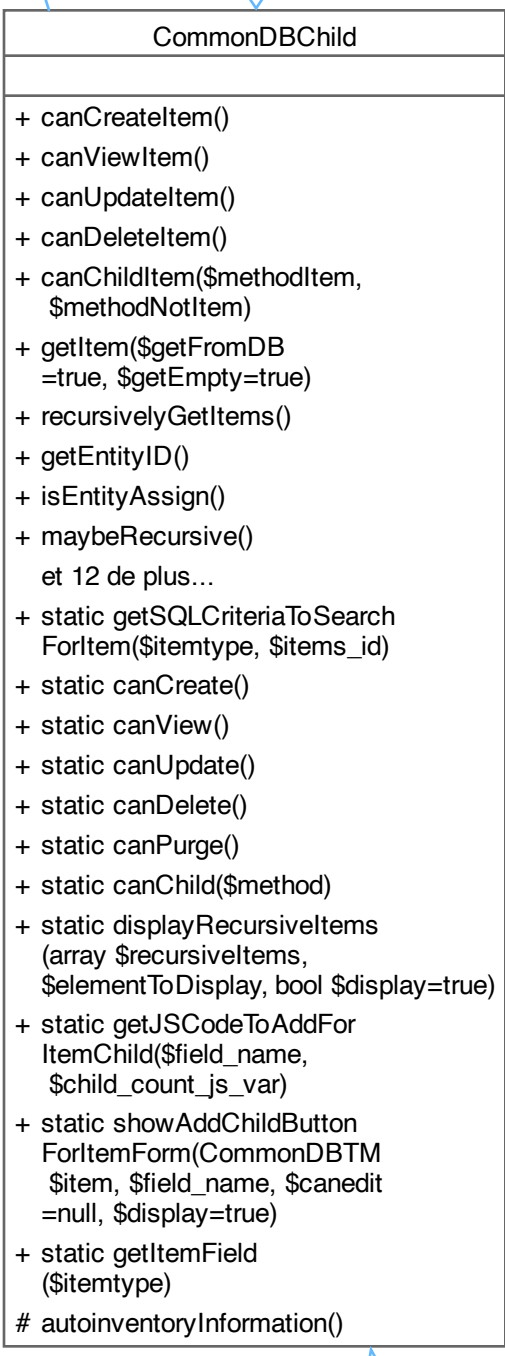 CommonDBChild
+ canCreateItem()
+ canViewItem()
+ canUpdateItem()
+ canDeleteItem()
+ canChildItem($methodItem,
$methodNotItem)
+ getItem($getFromDB
=true, $getEmpty=true)
+ recursivelyGetItems()
+ getEntityID()
+ isEntityAssign()
+ maybeRecursive()
et 12 de plus...
+ static getSQLCriteriaToSearch
ForItem($itemtype, $items_id)
+ static canCreate()
+ static canView()
+ static canUpdate()
+ static canDelete()
+ static canPurge()
+ static canChild($method)
+ static displayRecursiveItems
(array $recursiveItems,
$elementToDisplay, bool $display=true)
+ static getJSCodeToAddFor
ItemChild($field_name,
$child_count_js_var)
+ static showAddChildButton
ForItemForm(CommonDBTM
$item, $field_name, $canedit
=null, $display=true)
+ static getItemField
($itemtype)
# autoinventoryInformation()